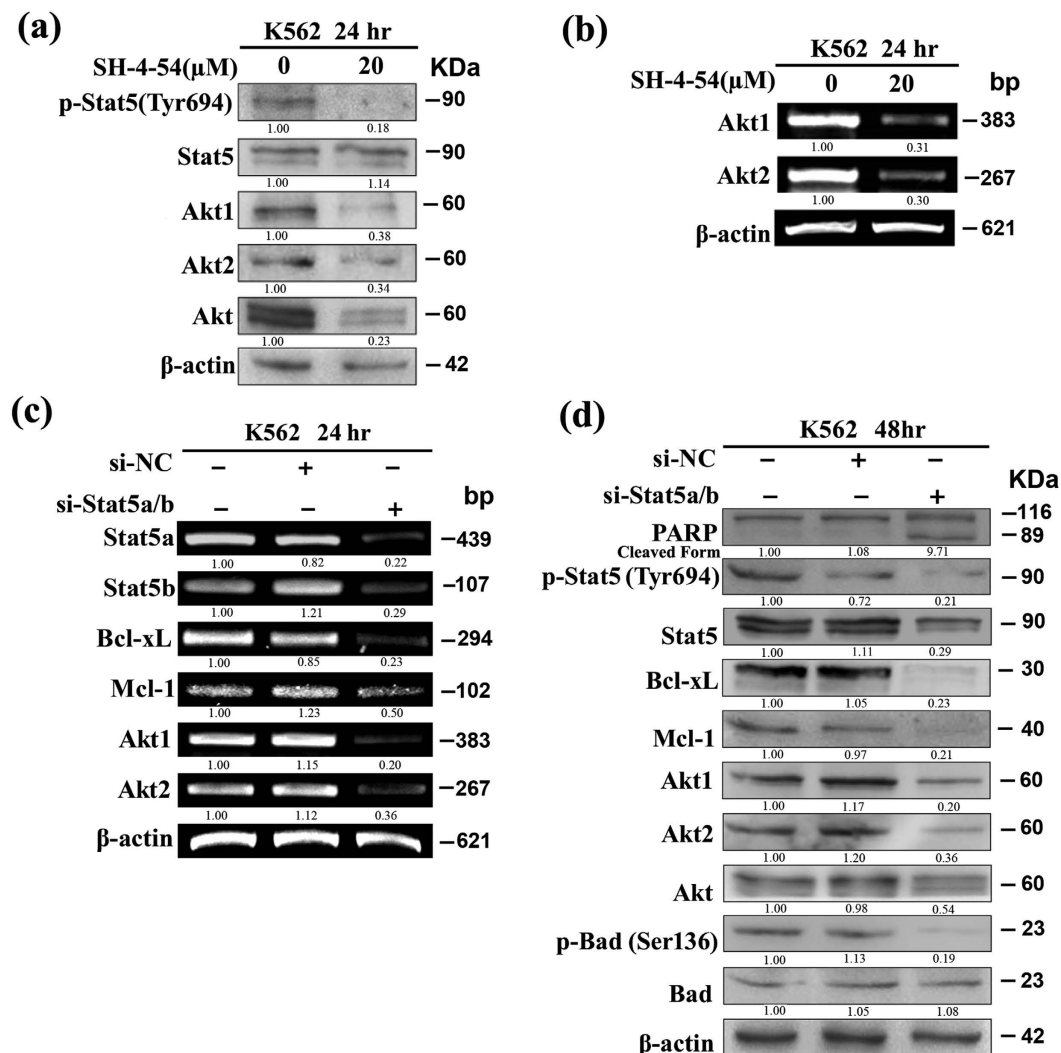 (a)
K562 24 hr
SH-4-54(μM) 0 20 KDa
p-Stat5(Tyr694) –90
1.00 0.18
Stat5 –90
1.00 1.14
Akt1 –60
1.00 0.38
Akt2 –60
1.00 0.34
Akt –60
1.00 0.23
β-actin – 42
(b)
K562 24 hr
SH-4-54(μM) 0 20 bp
Akt1 –383
1.00 0.31
Akt2 –267
1.00 0.30
β-actin –621
(c)
K562 24 hr
si-NC – + –
si-Stat5a/b – – + bp
Stat5a –439
1.00 0.82 0.22
Stat5b –107
1.00 1.21 0.29
Bcl-xL –294
1.00 0.85 0.23
Mcl-1 –102
1.00 1.23 0.50
Akt1 –383
1.00 1.15 0.20
Akt2 –267
1.00 1.12 0.36
β-actin –621
(d)
K562 48hr
si-NC – + –
si-Stat5a/b – – + KDa
– 116
PARP – 89
Cleaved Form 1.00 1.08 9.71
p-Stat5 (Tyr694) – 90
1.00 0.72 0.21
Stat5 – 90
1.00 1.11 0.29
Bcl-xL – 30
1.00 1.05 0.23
Mcl-1 – 40
1.00 0.97 0.21
Akt1 – 60
1.00 1.17 0.20
Akt2 – 60
1.00 1.20 0.36
Akt – 60
1.00 0.98 0.54
p-Bad (Ser136) – 23
1.00 1.13 0.19
Bad – 23
1.00 1.05 1.08
β-actin – 42